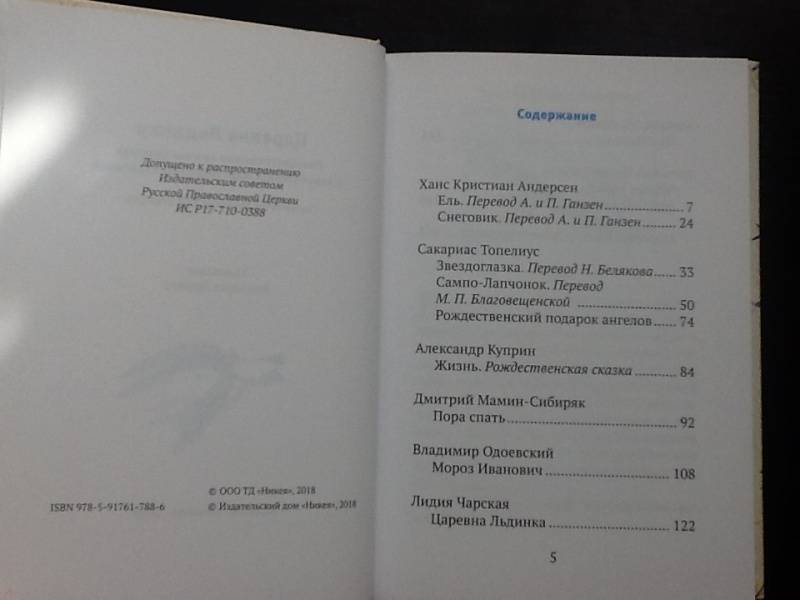 Допущено к распространению
Издательским советом
Русской Православной Церкви
ИС Р17-710-0388
© ООО ТД «Никея», 2018
ISBN 978-5-91761-788-6 © Издательский дом «Никея», 2018
Содержание
Ханс Кристиан Андерсен
Ель. Перевод А. и П. Ганзен 7
Снеговик. Перевод А. и П. Ганзен 24
Сакариас Топелиус
Звездоглазка. Перевод Н. Белякова 33
Сампо-Лапчонок. Перевод
М. П. Благовещенской 50
Рождественский подарок ангелов 74
Александр Куприн
Жизнь. Рождественская сказка 84
Дмитрий Мамин-Сибиряк
Пора спать 92
Владимир Одоевский
Мороз Иванович 108
Лидия Чарская
Царевна Льдинка 122
5